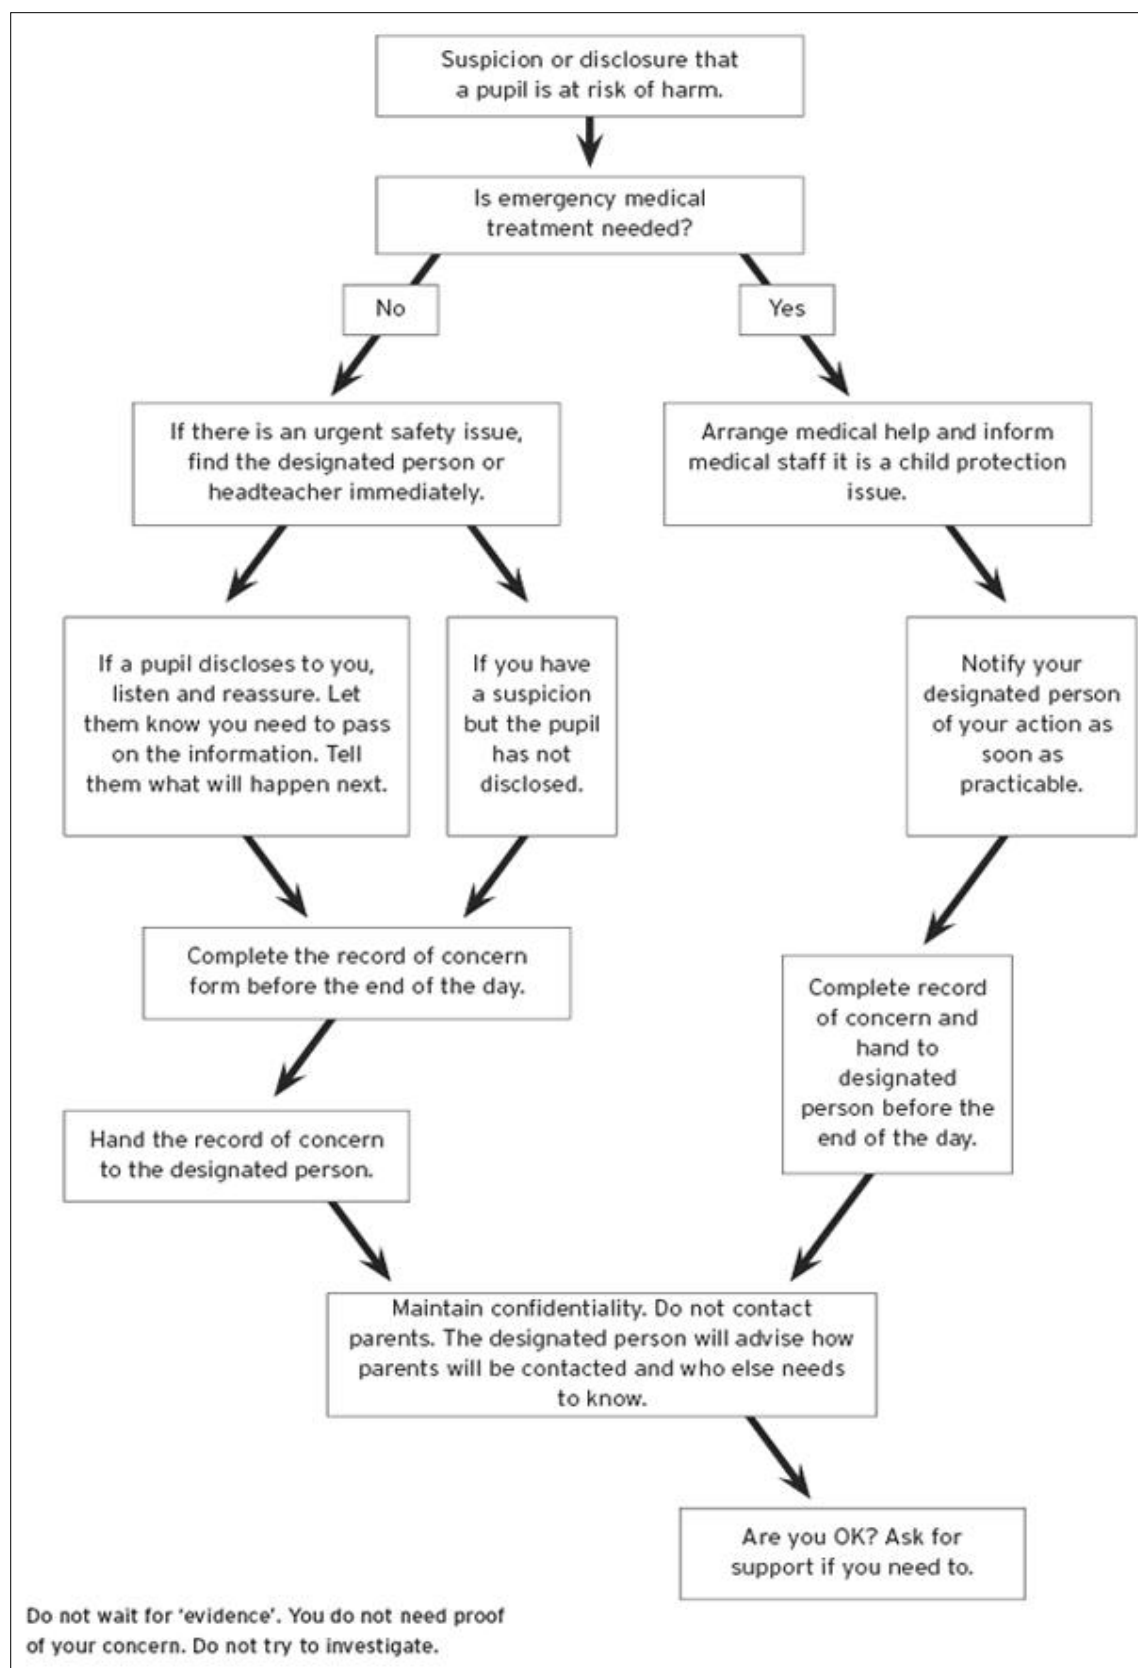 Suspicion or disclosure that
a pupil is at risk of harm.
Is emergency medical
treatment needed?
No
Yes
If there is an urgent safety issue,
find the designated person or
headteacher immediately.
Arrange medical help and inform
medical staff it is a child protection
issue.
If a pupil discloses to you,
listen and reassure. Let
them know you need to pass
on the information. Tell
them what will happen next.
If you have
a suspicion
but the pupil
has not
disclosed.
Notify your
designated person
of your action as
soon as
practicable.
Complete the record of concern
form before the end of the day.
Complete record
of concern and
hand to
designated
person before the
end of the day.
Hand the record of concern
to the designated person.
Maintain confidentiality. Do not contact
parents. The designated person will advise how
parents will be contacted and who else needs
to know.
Are you OK? Ask for
support if you need to.
Do not wait for ‘evidence’. You do not need proof
of your concern. Do not try to investigate.